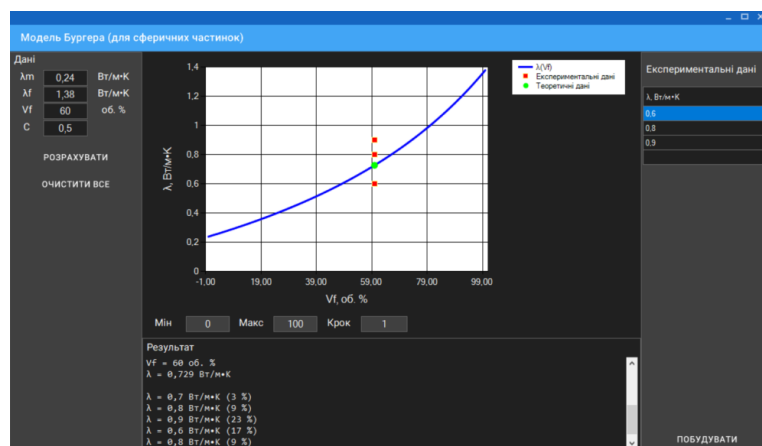 Модель Бургера (для сферичних частинок)
Дані
λm 0,24 Вт/м•К
λf 1,38 Вт/м•К
Vf 60 об. %
C 0,5
РОЗРАХУВАТИ
ОЧИСТИТИ ВСЕ
1,4
1,2
1
0,8
0,6
0,4
0,2
0
λ, Вт/м•К
-1,00 19,00 39,00 59,00 79,00 99,00
Vf, об. %
λ(Vf)
Експериментальні дані
Теоретичні дані
Мін 0 Макс 100 Крок 1
Результат
Vf = 60 об. %
λ = 0,729 Вт/м•К
λ = 0,7 Вт/м•К (3 %)
λ = 0,8 Вт/м•К (9 %)
λ = 0,9 Вт/м•К (23 %)
λ = 0,6 Вт/м•К (17 %)
λ = 0,8 Вт/м•К (9 %)
Експериментальні дані
λ, Вт/м•К
0.6
0.8
0.9
ПОБУДУВАТИ